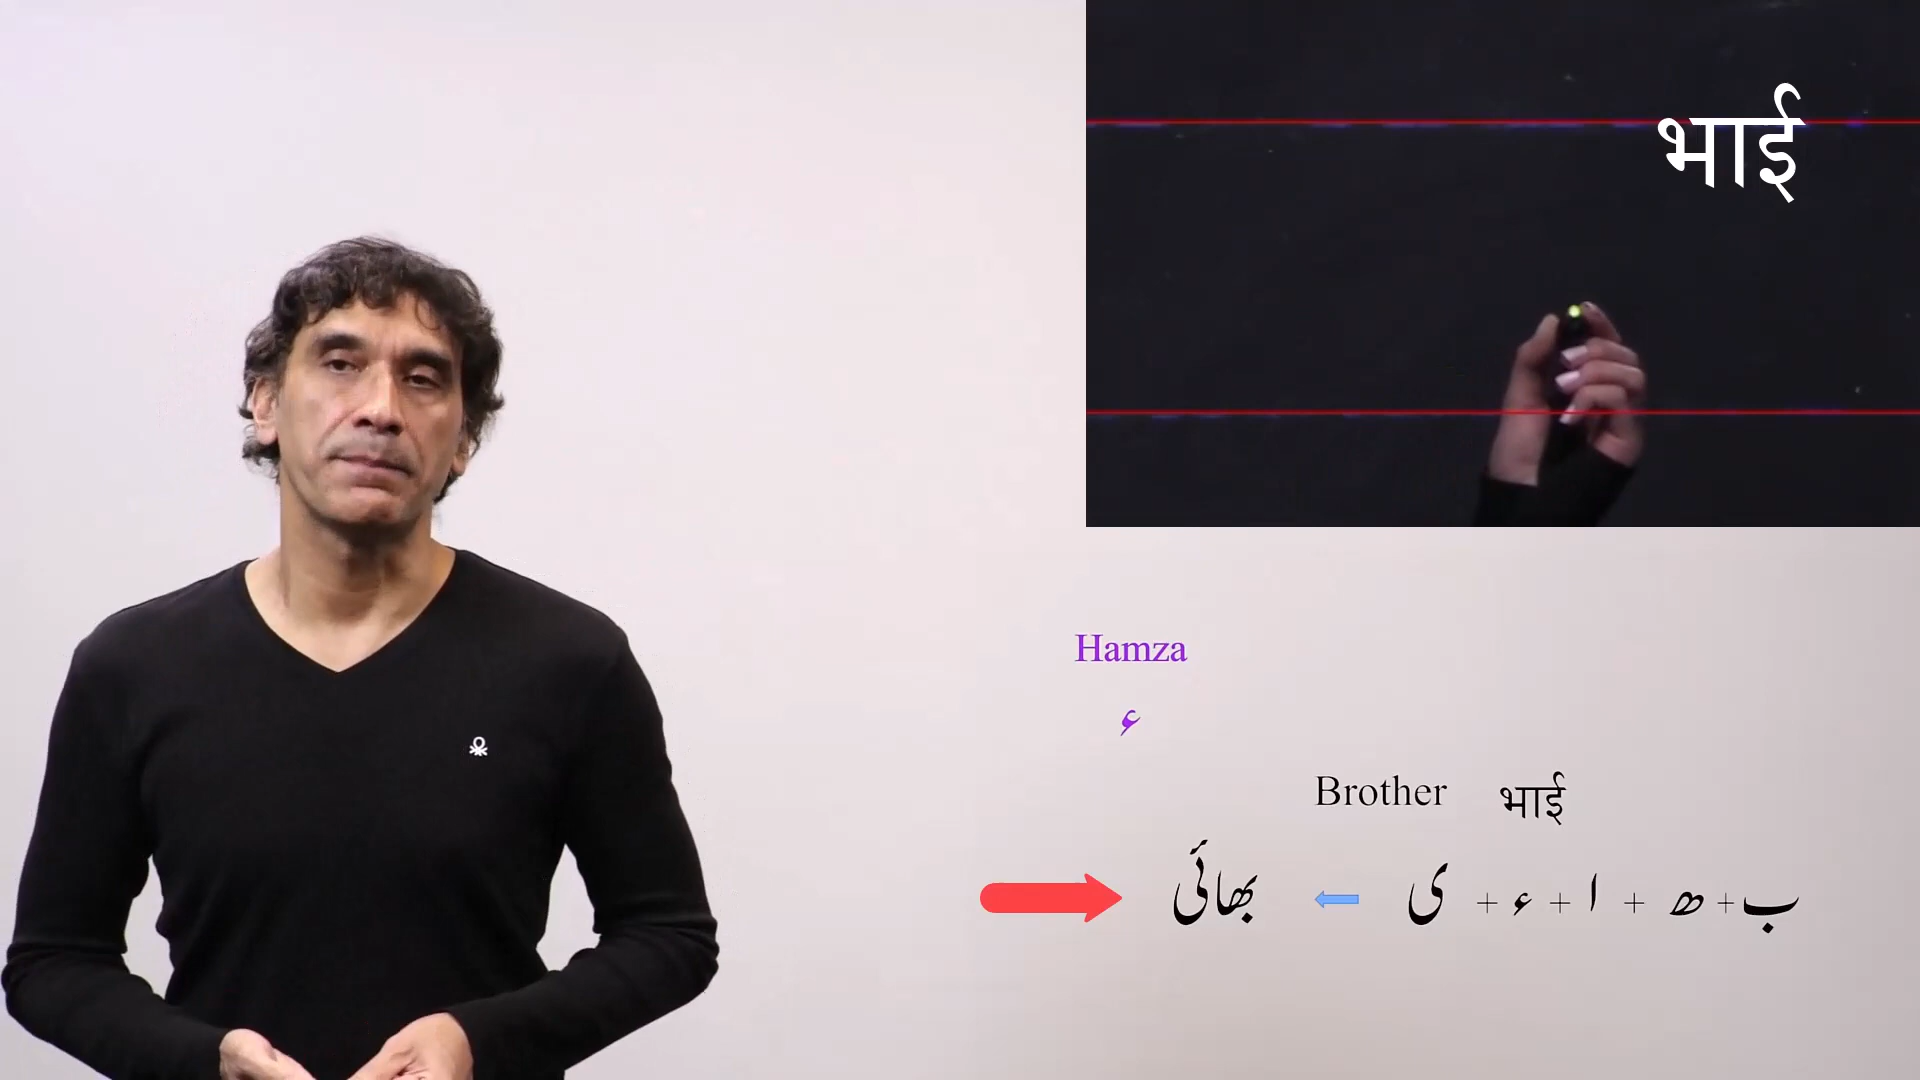 भाई
Hamza
ء
Brother भाई
ب + ھ + ا + ء + ی ← بھائی